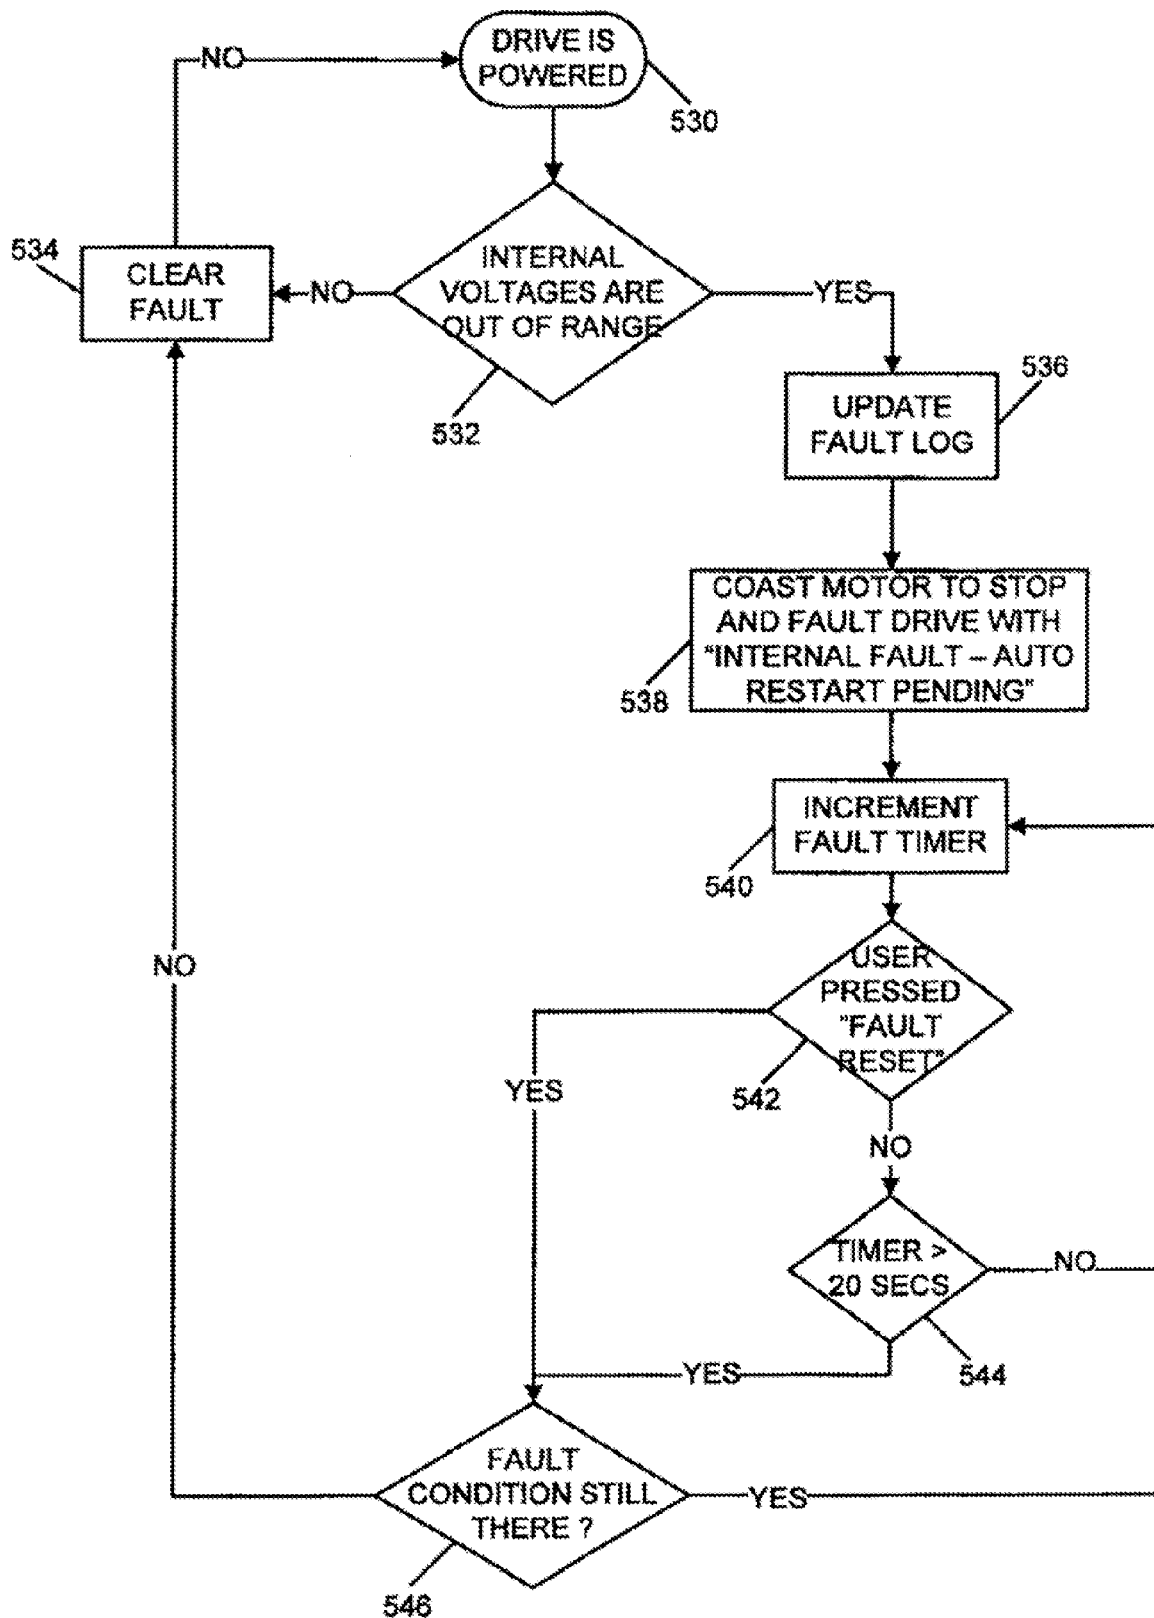 DRIVE IS
POWERED
530
NO
INTERNAL
VOLTAGES ARE
OUT OF RANGE
532
NO
YES
534
CLEAR
FAULT
536
UPDATE
FAULT LOG
COAST MOTOR TO STOP
AND FAULT DRIVE WITH
"INTERNAL FAULT – AUTO
RESTART PENDING"
538
INCREMENT
FAULT TIMER
540
USER
PRESSED
"FAULT
RESET"
542
YES
NO
NO
TIMER >
20 SECS
544
NO
YES
FAULT
CONDITION STILL
THERE ?
546
YES